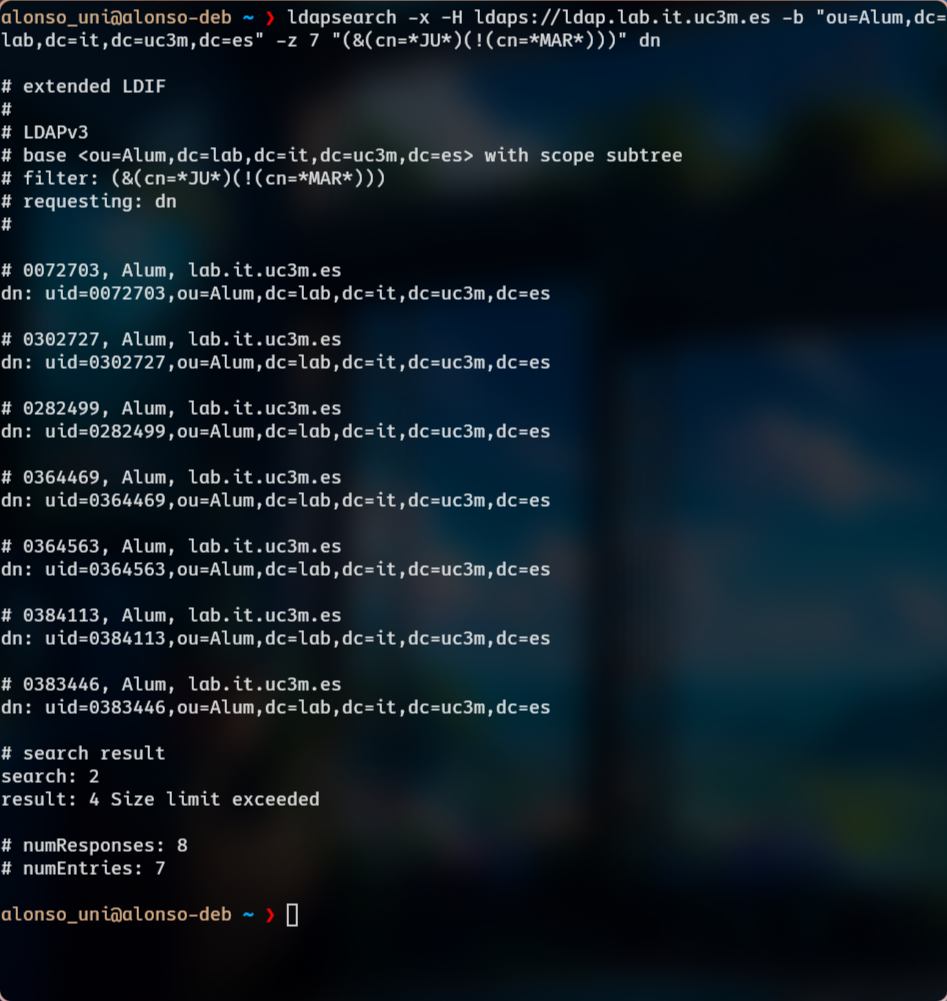 alonso_uni@alonso-deb ~ ❯ ldapsearch -x -H ldaps://ldap.lab.it.uc3m.es -b "ou=Alum,dc=
lab,dc=it,dc=uc3m,dc=es" -z 7 "(&(cn=*JU*)(!(cn=*MAR*)))" dn
# extended LDIF
#
# LDAPv3
# base <ou=Alum,dc=lab,dc=it,dc=uc3m,dc=es> with scope subtree
# filter: (&(cn=*JU*)(!(cn=*MAR*)))
# requesting: dn
#
# 0072703, Alum, lab.it.uc3m.es
dn: uid=0072703,ou=Alum,dc=lab,dc=it,dc=uc3m,dc=es
# 0302727, Alum, lab.it.uc3m.es
dn: uid=0302727,ou=Alum,dc=lab,dc=it,dc=uc3m,dc=es
# 0282499, Alum, lab.it.uc3m.es
dn: uid=0282499,ou=Alum,dc=lab,dc=it,dc=uc3m,dc=es
# 0364469, Alum, lab.it.uc3m.es
dn: uid=0364469,ou=Alum,dc=lab,dc=it,dc=uc3m,dc=es
# 0364563, Alum, lab.it.uc3m.es
dn: uid=0364563,ou=Alum,dc=lab,dc=it,dc=uc3m,dc=es
# 0384113, Alum, lab.it.uc3m.es
dn: uid=0384113,ou=Alum,dc=lab,dc=it,dc=uc3m,dc=es
# 0383446, Alum, lab.it.uc3m.es
dn: uid=0383446,ou=Alum,dc=lab,dc=it,dc=uc3m,dc=es
# search result
search: 2
result: 4 Size limit exceeded
# numResponses: 8
# numEntries: 7
alonso_uni@alonso-deb ~ ❯